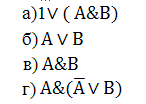 а)1∨ ( A&B)
б) A ∨ B
в) A&B
г) A&(A̅ ∨ B)